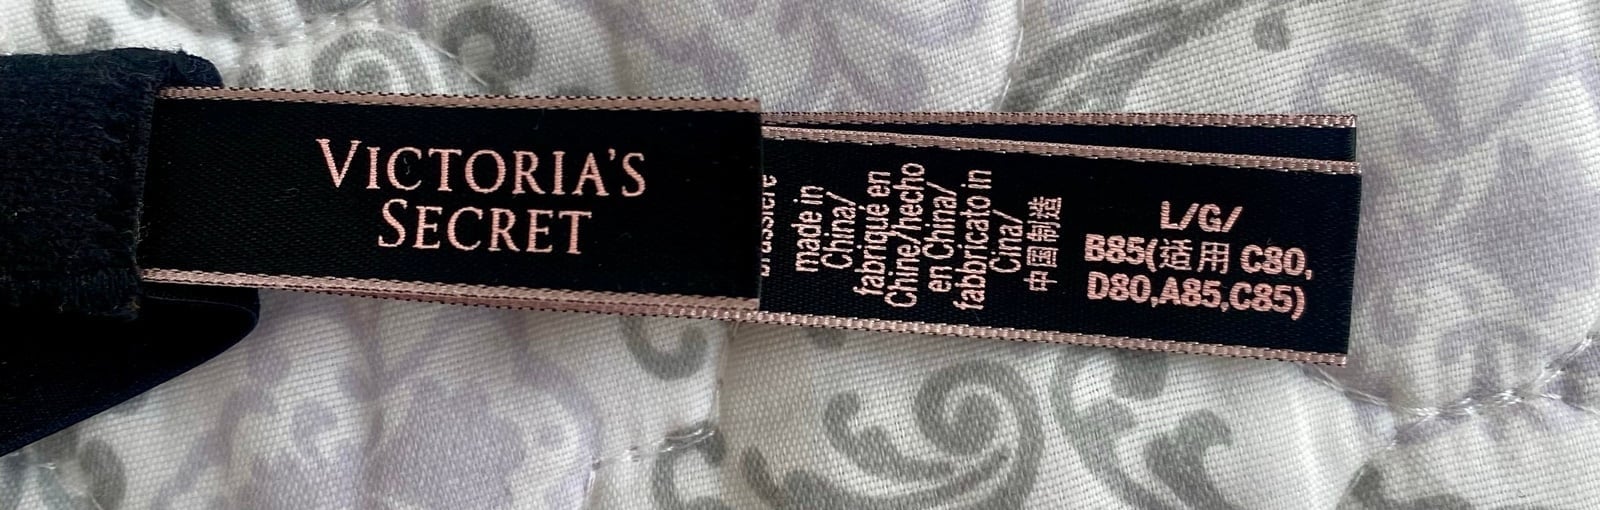 VICTORIA'S
SECRET
made in
China/
fabriqué en
Chine/hecho
en China/
fabbricato in
Cina/
中国制造
L/G/
B85(适用 C80,
D80,A85,C85)